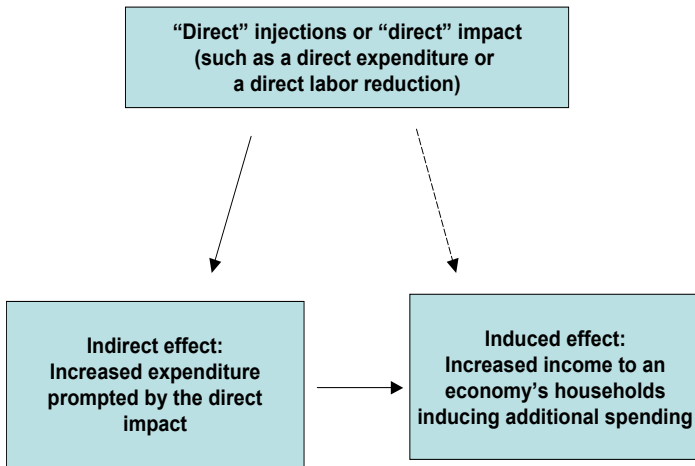 “Direct” injections or “direct” impact
(such as a direct expenditure or
a direct labor reduction)
Indirect effect:
Increased expenditure
prompted by the direct
impact
Induced effect:
Increased income to an
economy’s households
inducing additional spending